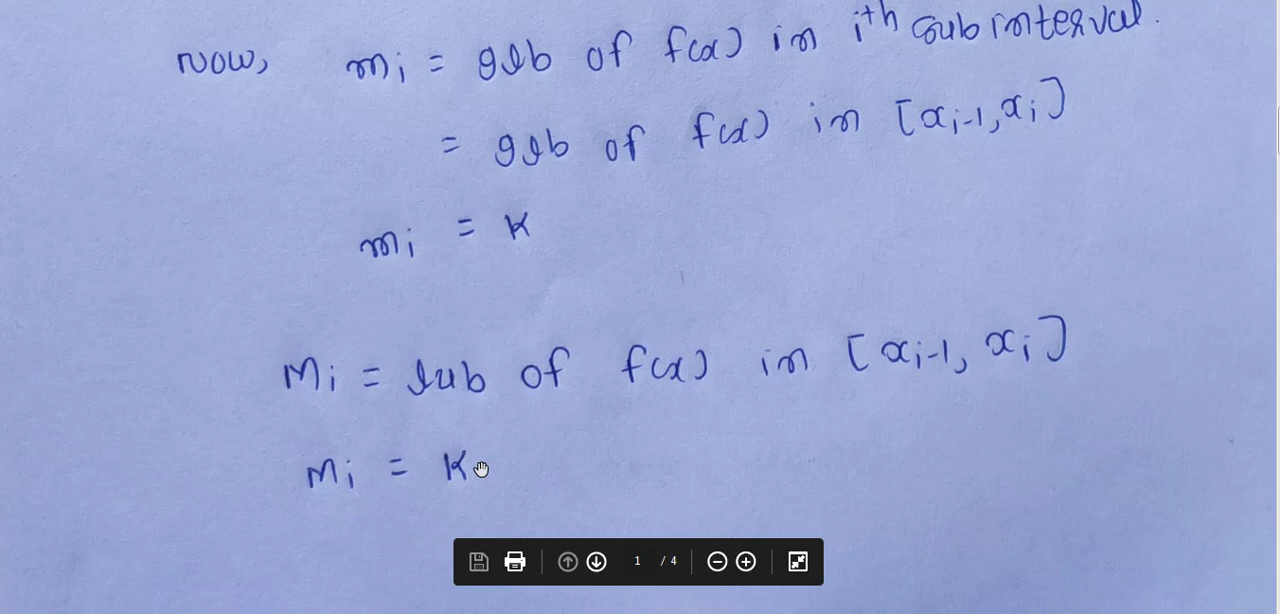 Now, mi = glb of f(x) in ith subinterval.
= glb of f(x) in [xi-1, xi]
mi = K
Mi = lub of f(x) in [xi-1, xi]
Mi = K
1 / 4